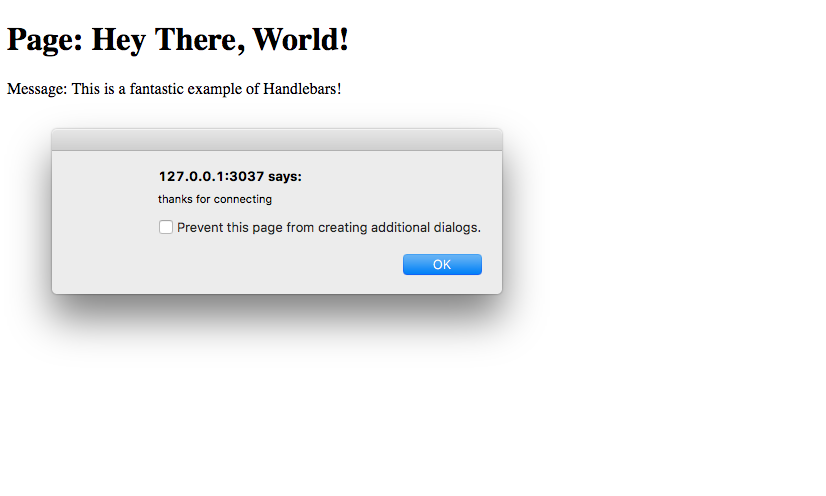 Page: Hey There, World!
Message: This is a fantastic example of Handlebars!
127.0.0.1:3037 says:
thanks for connecting
Prevent this page from creating additional dialogs.
OK